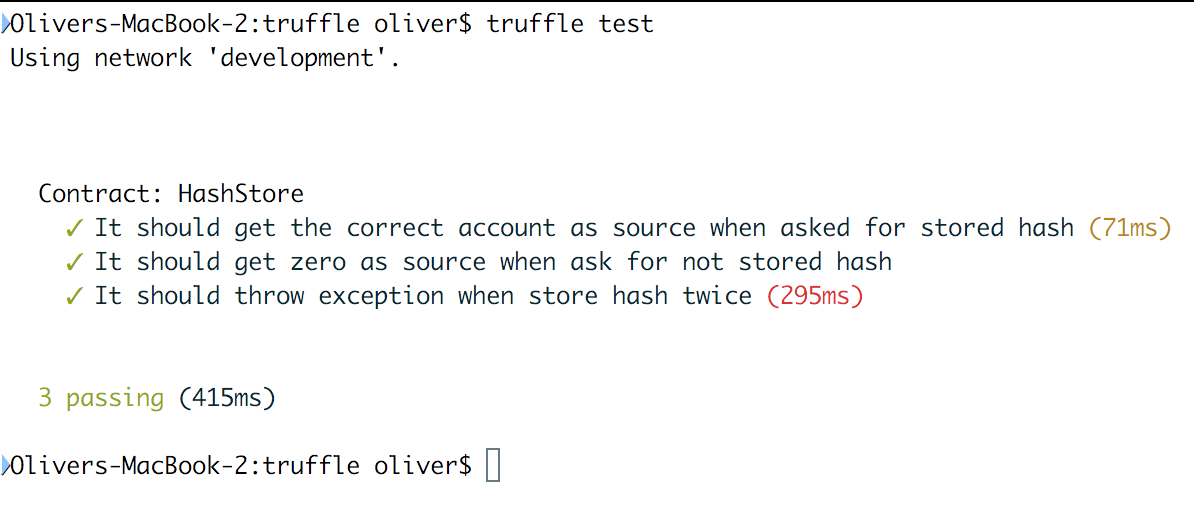 Olivers-MacBook-2:truffle oliver$ truffle test
Using network 'development'.
Contract: HashStore
✓ It should get the correct account as source when asked for stored hash (71ms)
✓ It should get zero as source when ask for not stored hash
✓ It should throw exception when store hash twice (295ms)
3 passing (415ms)
Olivers-MacBook-2:truffle oliver$